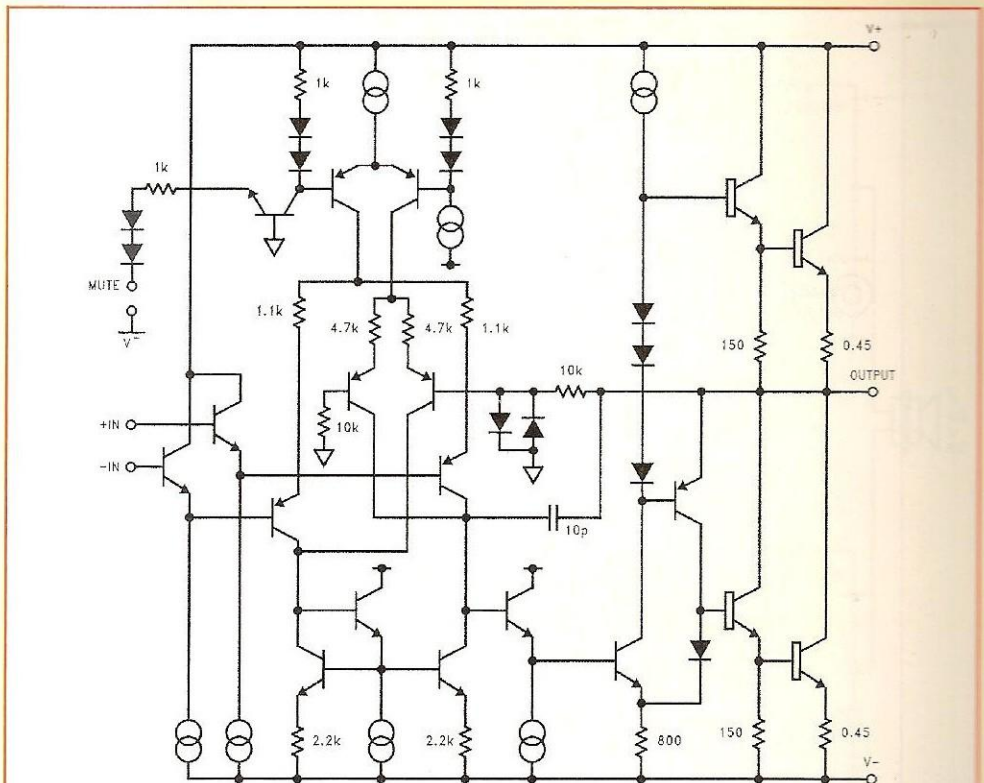 V+
1k
1k
1k
MUTE
V-
1.1k
4.7k
4.7k
1.1k
150
0.45
OUTPUT
10k
+IN
10k
-IN
10p
2.2k
2.2k
800
150
0.45
V-